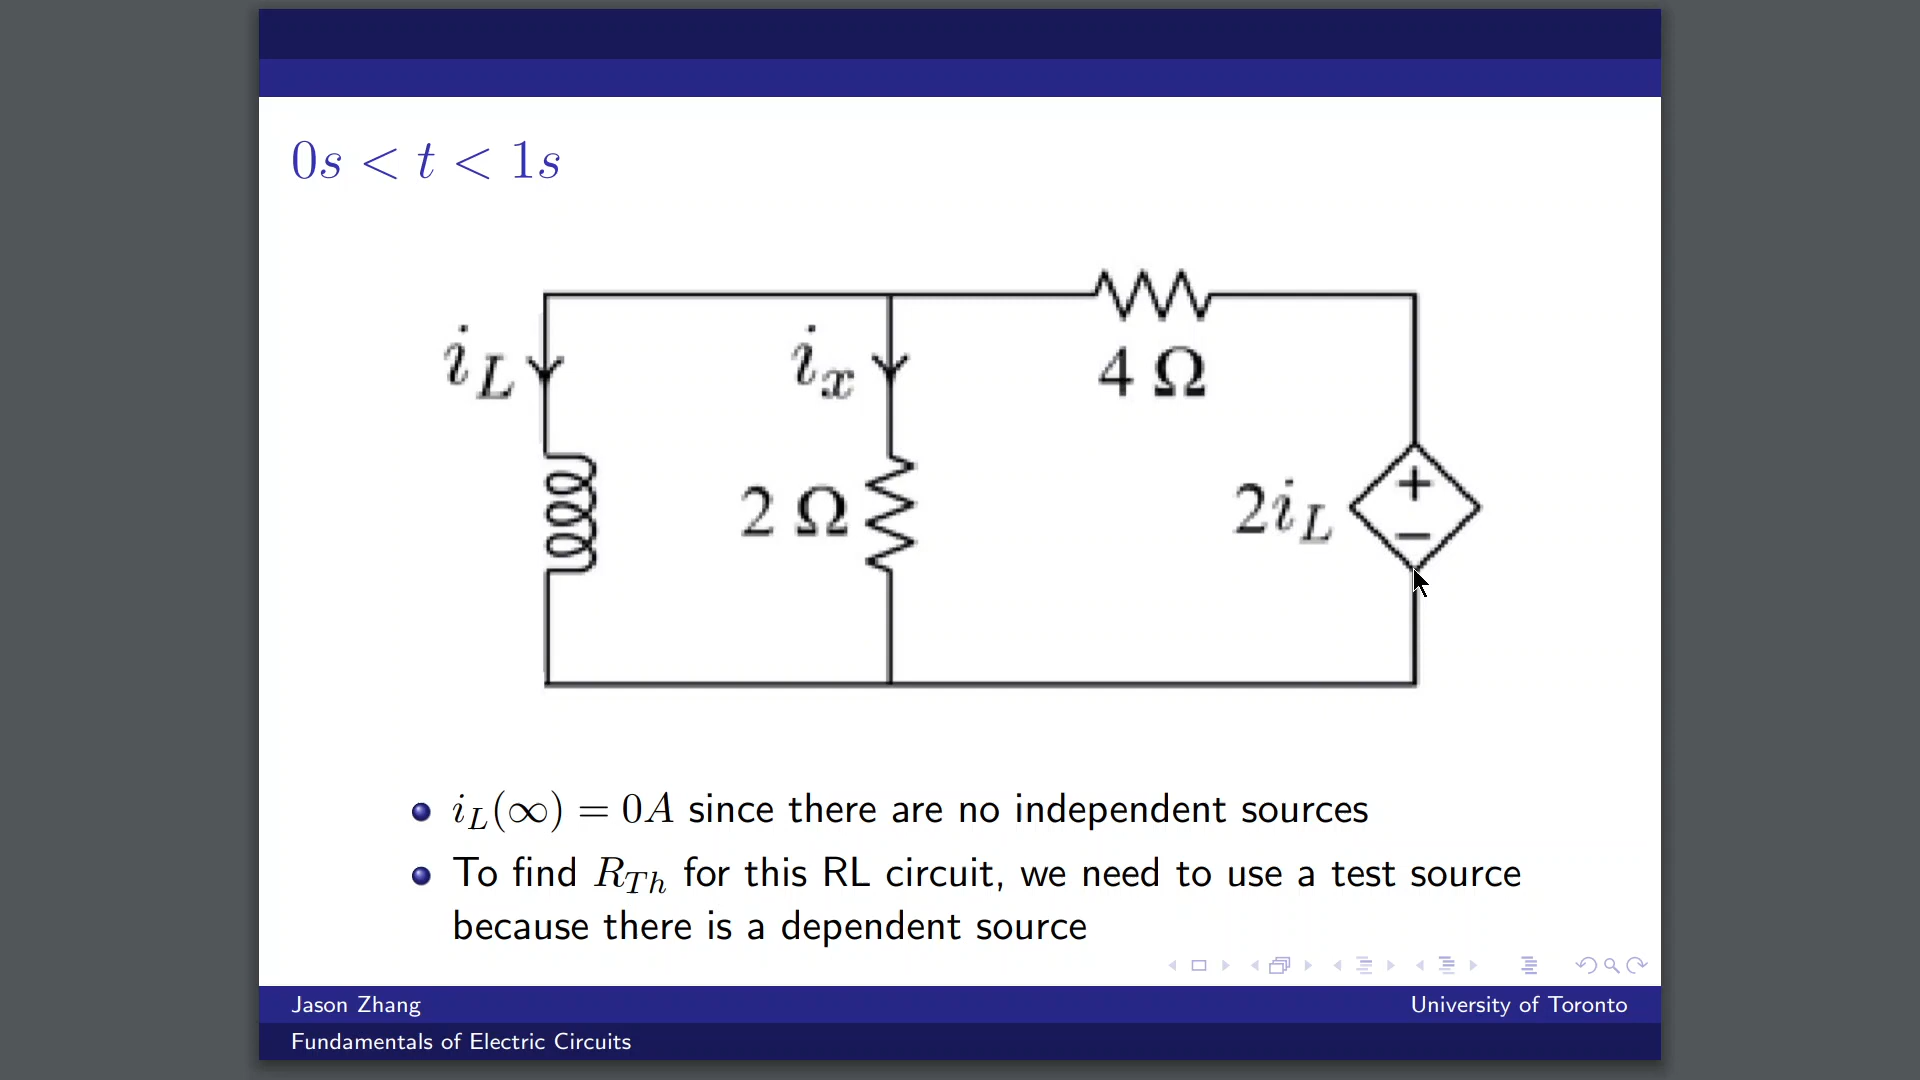 0s < t < 1s
i_L
i_x
4 Ω
2 Ω
2i_L
+
−
i_L(∞) = 0A since there are no independent sources
To find R_Th for this RL circuit, we need to use a test source
because there is a dependent source
Jason Zhang
University of Toronto
Fundamentals of Electric Circuits